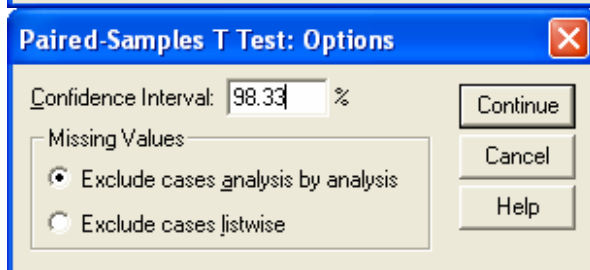 Paired-Samples T Test: Options
Confidence Interval: 98.33 %
Continue
Missing Values
Cancel
Exclude cases analysis by analysis
Help
Exclude cases listwise